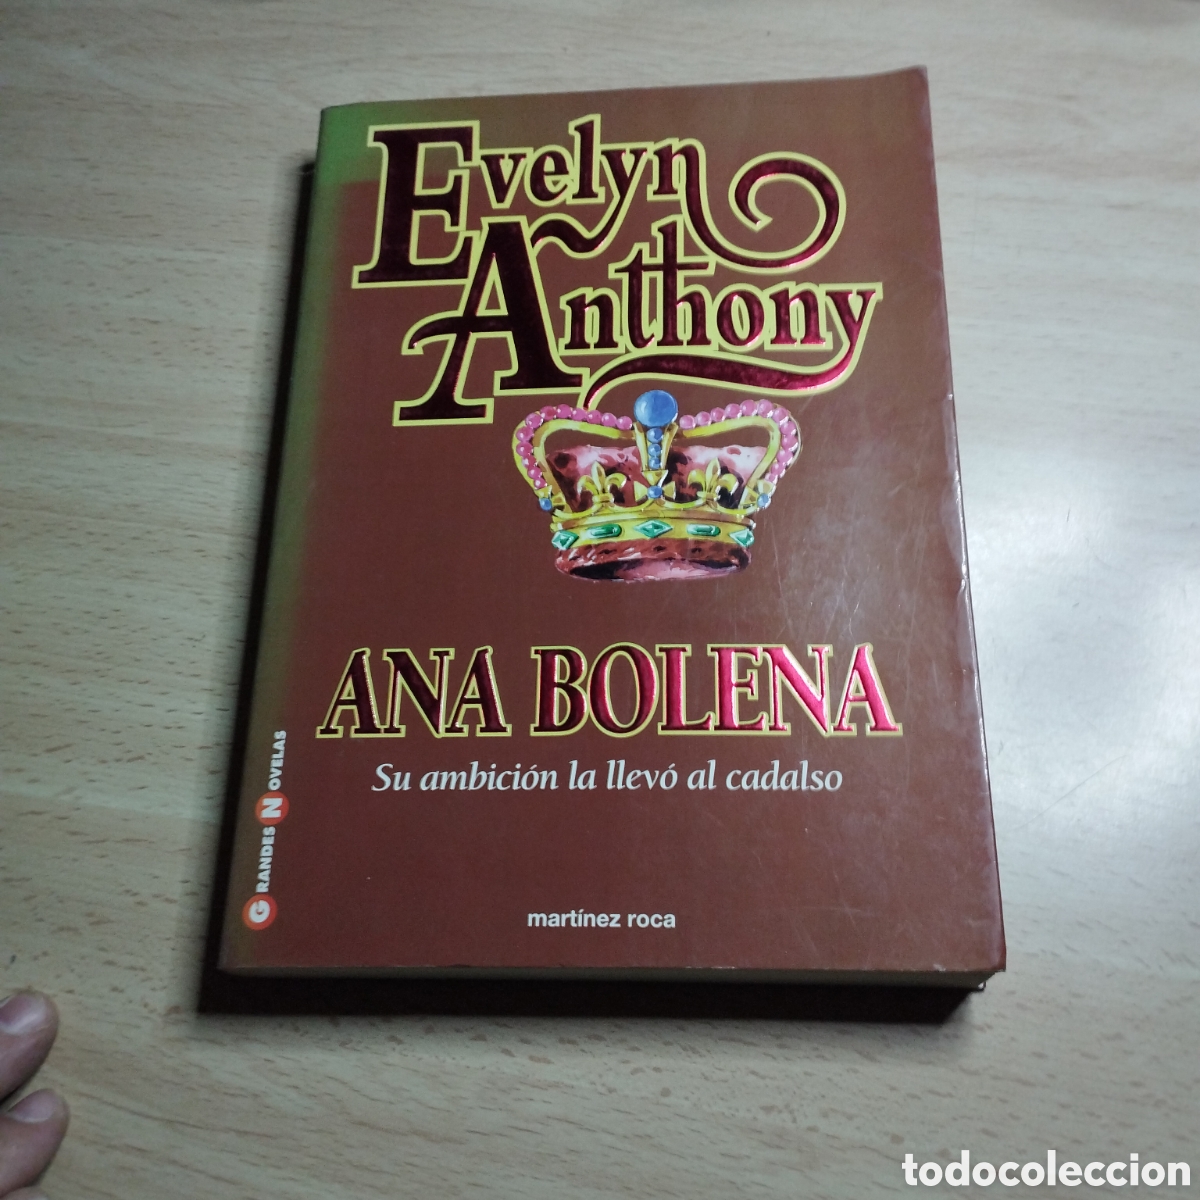 Evelyn
Anthony
ANA BOLENA
Su ambición la llevó al cadalso
GRANDES NOVELAS
martínez roca
todocoleccion